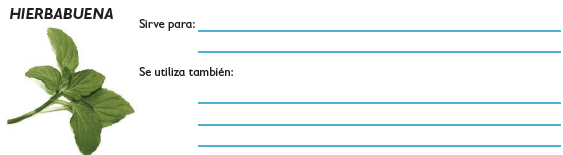 HIERBABUENA
Sirve para:
Se utiliza también: